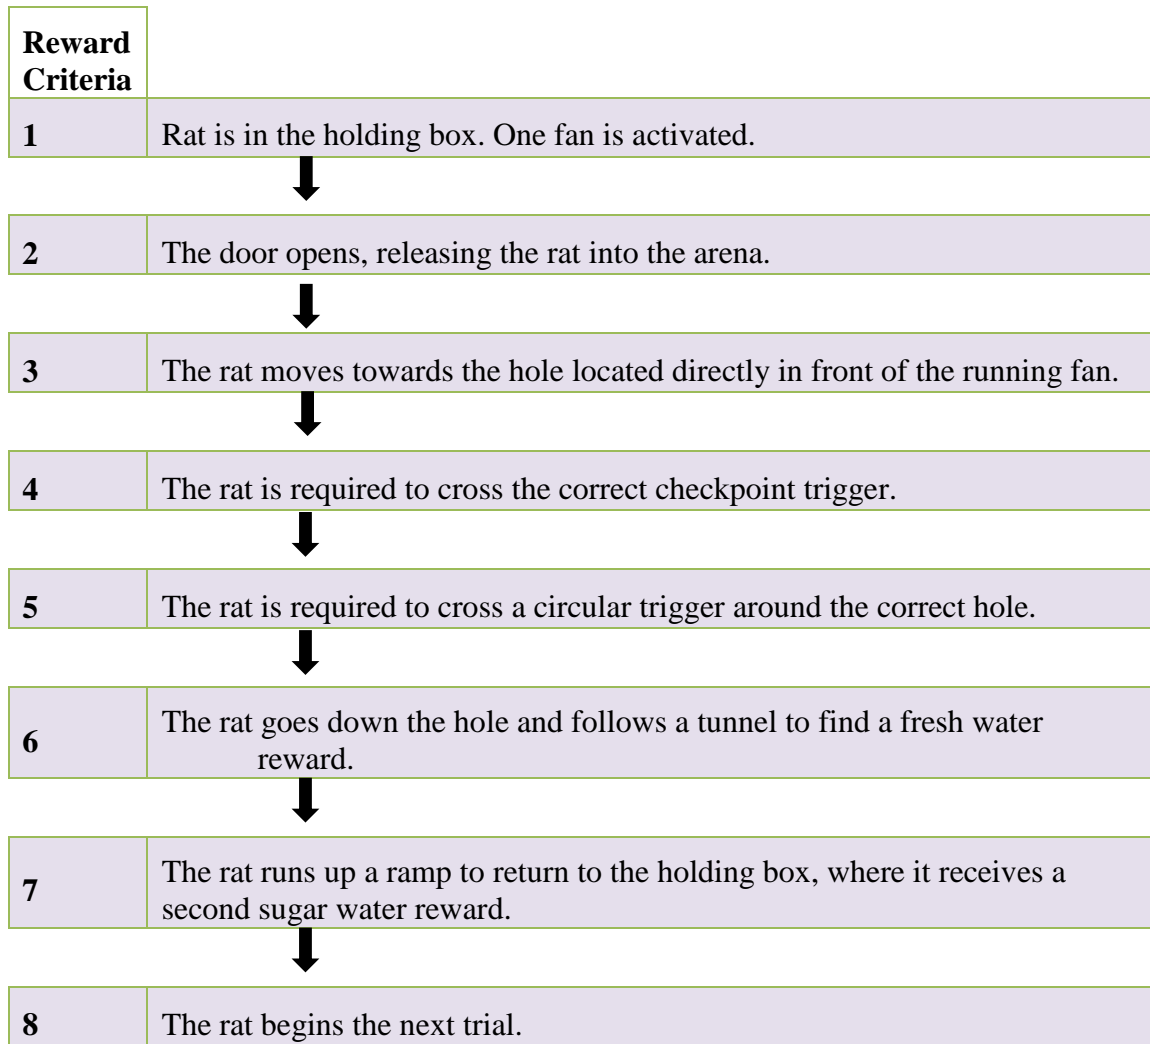 Reward
Criteria
1 Rat is in the holding box. One fan is activated.
2 The door opens, releasing the rat into the arena.
3 The rat moves towards the hole located directly in front of the running fan.
4 The rat is required to cross the correct checkpoint trigger.
5 The rat is required to cross a circular trigger around the correct hole.
6 The rat goes down the hole and follows a tunnel to find a fresh water
reward.
7 The rat runs up a ramp to return to the holding box, where it receives a
second sugar water reward.
8 The rat begins the next trial.